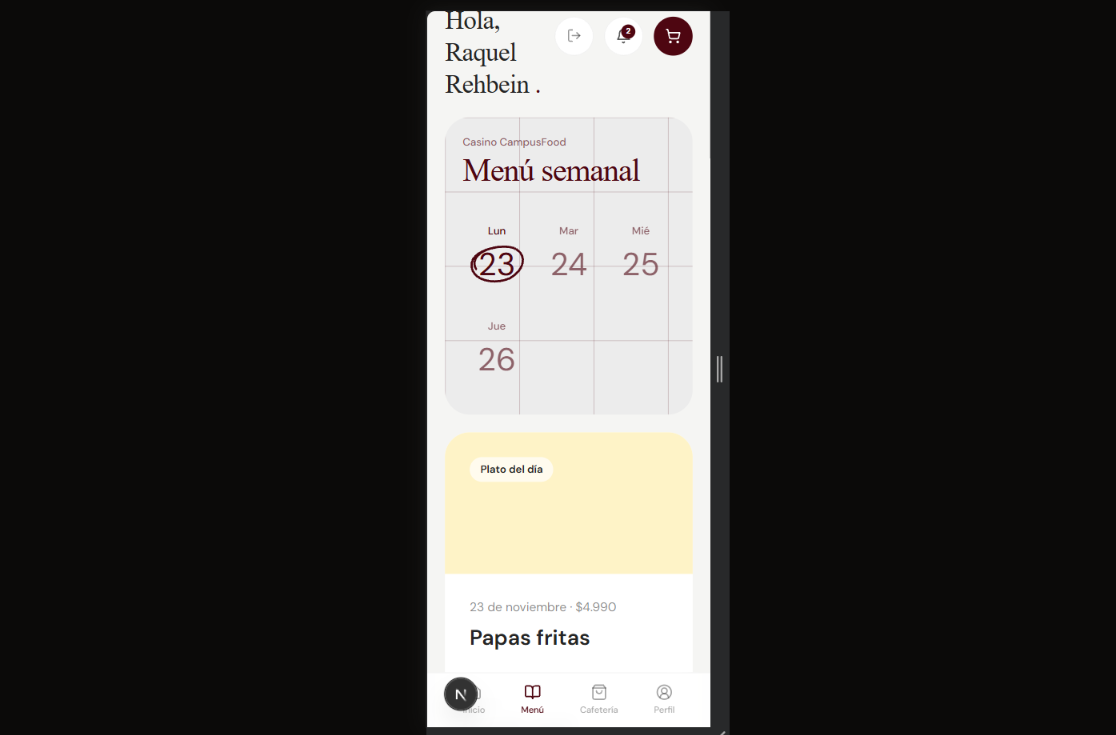 Hola,
Raquel
Rehbein .
2
Casino CampusFood
Menú semanal
Lun
Mar
Mié
23
24
25
Jue
26
Plato del día
23 de noviembre · $4.990
Papas fritas
N
Menú
Cafetería
Perfil